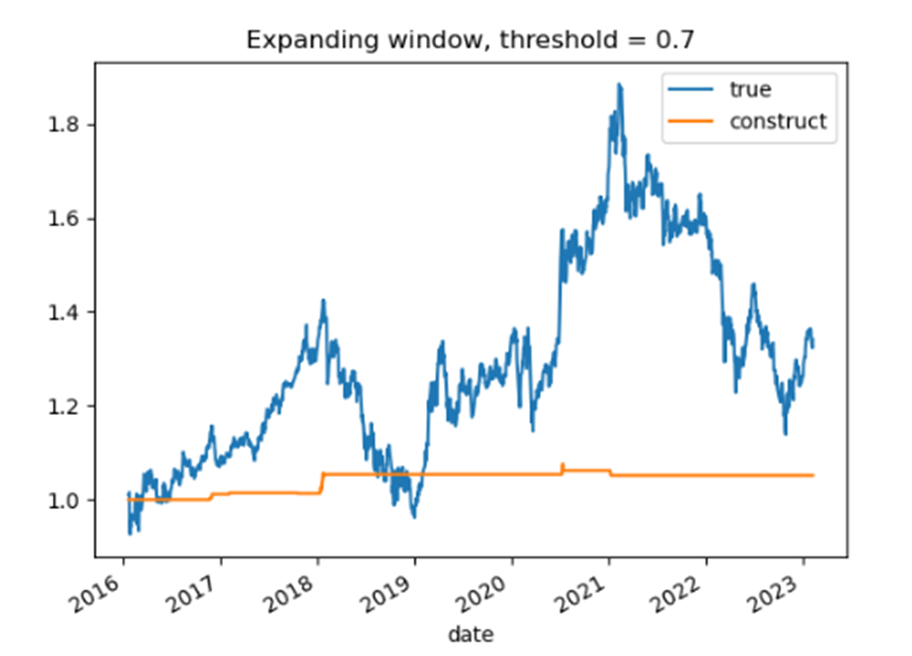 Expanding window, threshold = 0.7
true
construct
1.8
1.6
1.4
1.2
1.0
2016 2017 2018 2019 2020 2021 2022 2023
date